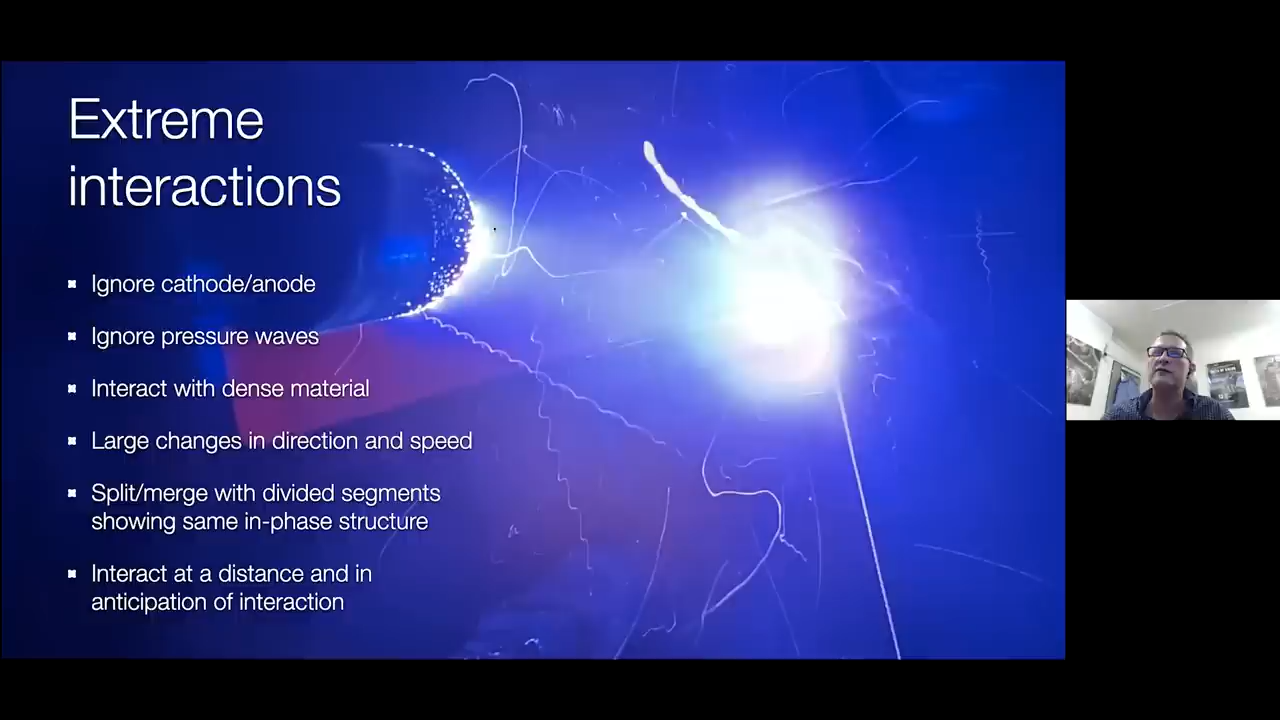 Extreme
interactions
Ignore cathode/anode
Ignore pressure waves
Interact with dense material
Large changes in direction and speed
Split/merge with divided segments
showing same in-phase structure
Interact at a distance and in
anticipation of interaction